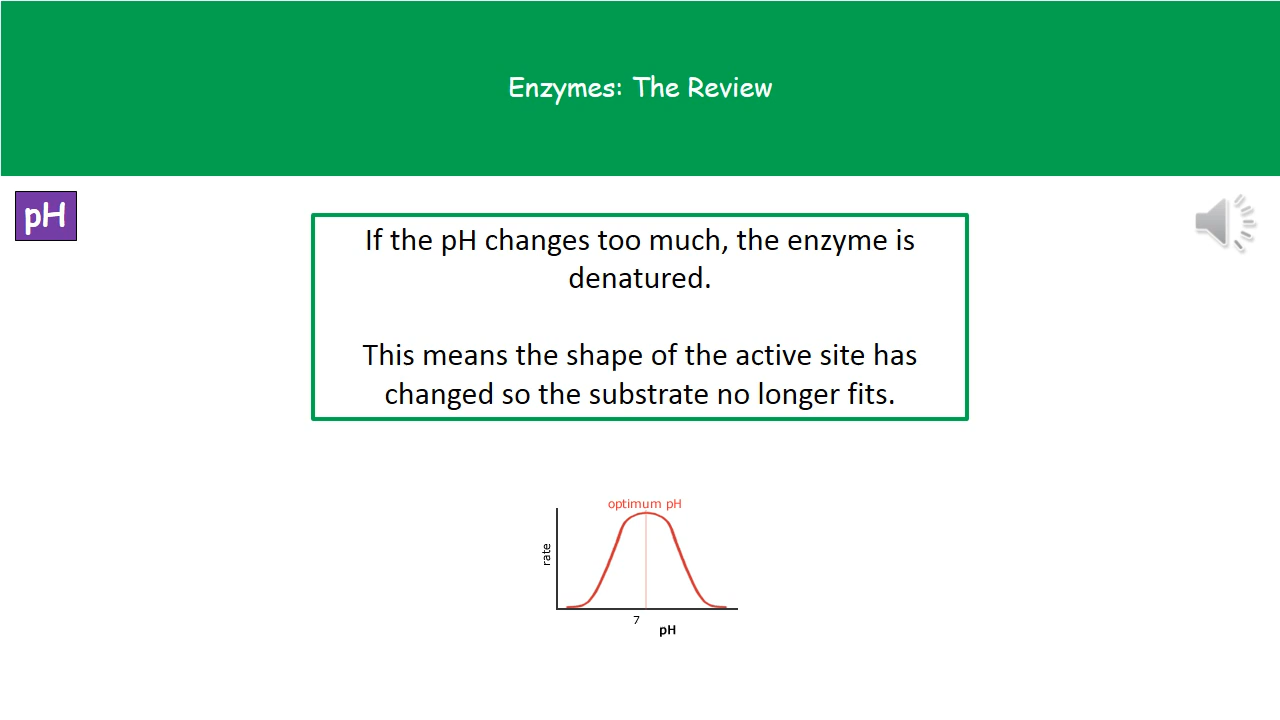 Enzymes: The Review
pH
If the pH changes too much, the enzyme is
denatured.
This means the shape of the active site has
changed so the substrate no longer fits.
optimum pH
rate
7
pH